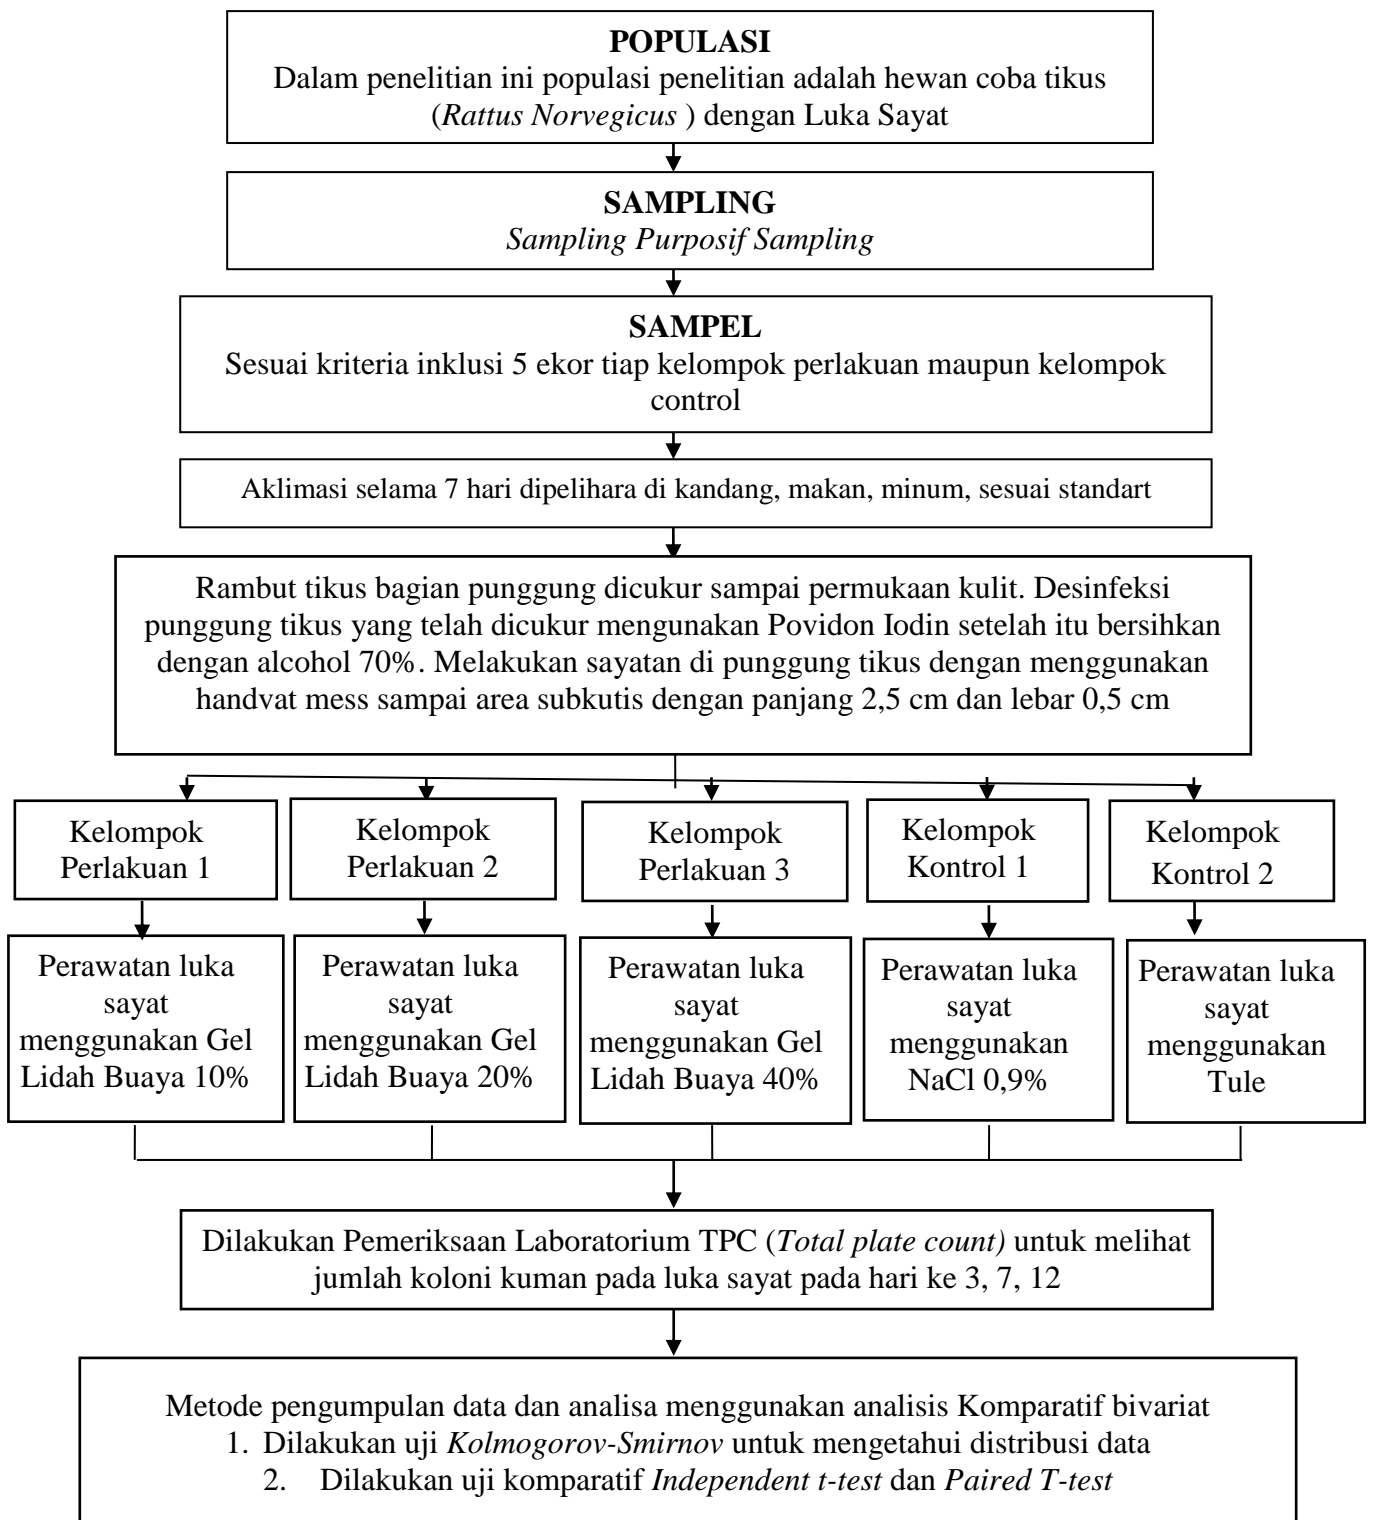 POPULASI
Dalam penelitian ini populasi penelitian adalah hewan coba tikus
(Rattus Norvegicus ) dengan Luka Sayat
SAMPLING
Sampling Purposif Sampling
SAMPEL
Sesuai kriteria inklusi 5 ekor tiap kelompok perlakuan maupun kelompok
control
Aklimasi selama 7 hari dipelihara di kandang, makan, minum, sesuai standart
Rambut tikus bagian punggung dicukur sampai permukaan kulit. Desinfeksi
punggung tikus yang telah dicukur mengunakan Povidon Iodin setelah itu bersihkan
dengan alcohol 70%. Melakukan sayatan di punggung tikus dengan menggunakan
handvat mess sampai area subkutis dengan panjang 2,5 cm dan lebar 0,5 cm
Kelompok
Perlakuan 1
Kelompok
Perlakuan 2
Kelompok
Perlakuan 3
Kelompok
Kontrol 1
Kelompok
Kontrol 2
Perawatan luka
sayat
menggunakan Gel
Lidah Buaya 10%
Perawatan luka
sayat
menggunakan Gel
Lidah Buaya 20%
Perawatan luka
sayat
menggunakan Gel
Lidah Buaya 40%
Perawatan luka
sayat
menggunakan
NaCl 0,9%
Perawatan luka
sayat
menggunakan
Tule
Dilakukan Pemeriksaan Laboratorium TPC (Total plate count) untuk melihat
jumlah koloni kuman pada luka sayat pada hari ke 3, 7, 12
Metode pengumpulan data dan analisa menggunakan analisis Komparatif bivariat
1. Dilakukan uji Kolmogorov-Smirnov untuk mengetahui distribusi data
2. Dilakukan uji komparatif Independent t-test dan Paired T-test